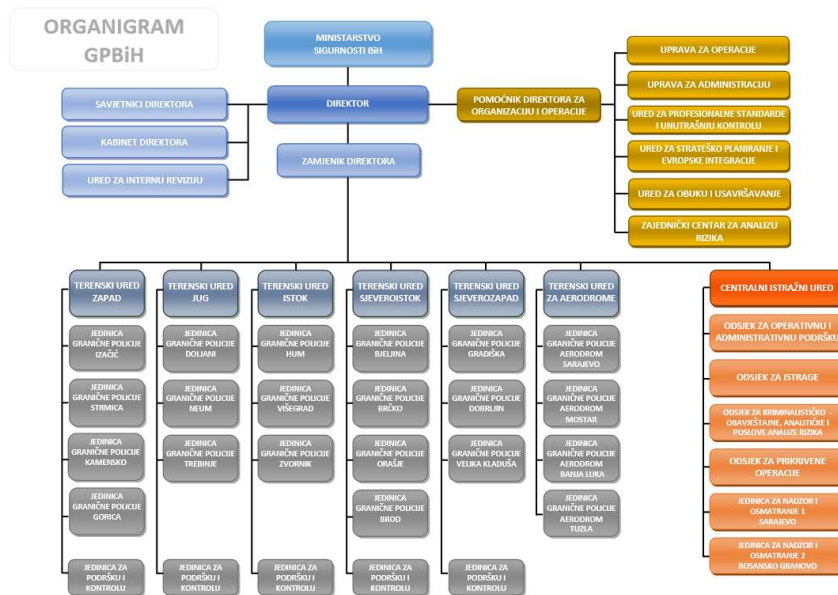 ORGANIGRAM
GPBiH
MINISTARSTVO
SIGURNOSTI BiH
DIREKTOR
ZAMJENIK DIREKTORA
SAVJETNICI DIREKTORA
KABINET DIREKTORA
URED ZA INTERNU REVIZIJU
POMOĆNIK DIREKTORA ZA
ORGANIZACIJU I OPERACIJE
UPRAVA ZA OPERACIJE
UPRAVA ZA ADMINISTRACIJU
URED ZA PROFESIONALNE STANDARDE
I UNUTRAŠNJU KONTROLU
URED ZA STRATEŠKO PLANIRANJE I
EVROPSKE INTEGRACIJE
URED ZA OBUKU I USAVRŠAVANJE
ZAJEDNIČKI CENTAR ZA ANALIZU
RIZIKA
TERENSKI URED
ZAPAD
JEDINICA
GRANIČNE POLICIJE
IZAČIĆ
JEDINICA
GRANIČNE POLICIJE
STRMICA
JEDINICA
GRANIČNE POLICIJE
KAMENSKO
JEDINICA
GRANIČNE POLICIJE
GORICA
JEDINICA ZA
PODRŠKU I
KONTROLU
TERENSKI URED
JUG
JEDINICA
GRANIČNE POLICIJE
DOLJANI
JEDINICA
GRANIČNE POLICIJE
NEUM
JEDINICA
GRANIČNE POLICIJE
TREBINJE
JEDINICA ZA
PODRŠKU I
KONTROLU
TERENSKI URED
ISTOK
JEDINICA
GRANIČNE POLICIJE
HUM
JEDINICA
GRANIČNE POLICIJE
VIŠEGRAD
JEDINICA
GRANIČNE POLICIJE
ZVORNIK
JEDINICA ZA
PODRŠKU I
KONTROLU
TERENSKI URED
SJEVEROISTOK
JEDINICA
GRANIČNE POLICIJE
BJELJINA
JEDINICA
GRANIČNE POLICIJE
BRČKO
JEDINICA
GRANIČNE POLICIJE
ORAŠJE
JEDINICA
GRANIČNE POLICIJE
BROD
JEDINICA ZA
PODRŠKU I
KONTROLU
TERENSKI URED
SJEVEROZAPAD
JEDINICA
GRANIČNE POLICIJE
GRADIŠKA
JEDINICA
GRANIČNE POLICIJE
DOBRLJIN
JEDINICA
GRANIČNE POLICIJE
VELIKA KLADUŠA
JEDINICA ZA
PODRŠKU I
KONTROLU
TERENSKI URED
ZA AERODROME
JEDINICA
GRANIČNE POLICIJE
AERODROM
SARAJEVO
JEDINICA
GRANIČNE POLICIJE
AERODROM
MOSTAR
JEDINICA
GRANIČNE POLICIJE
AERODROM
BANJA LUKA
JEDINICA
GRANIČNE POLICIJE
AERODROM
TUZLA
CENTRALNI ISTRAŽNI URED
ODSJEK ZA OPERATIVNU I
ADMINISTRATIVNU PODRŠKU
ODSJEK ZA ISTRAGE
ODSJEK ZA KRIMINALISTIČKO -
OBAVJEŠTAJNE, ANALITIČKE I
POSLOVE ANALIZE RIZIKA
ODSJEK ZA PRIKRIVENE
OPERACIJE
JEDINICA ZA NADZOR I
OSMATRANJE 1
SARAJEVO
JEDINICA ZA NADZOR I
OSMATRANJE 2
BOSANSKO GRAHOVO